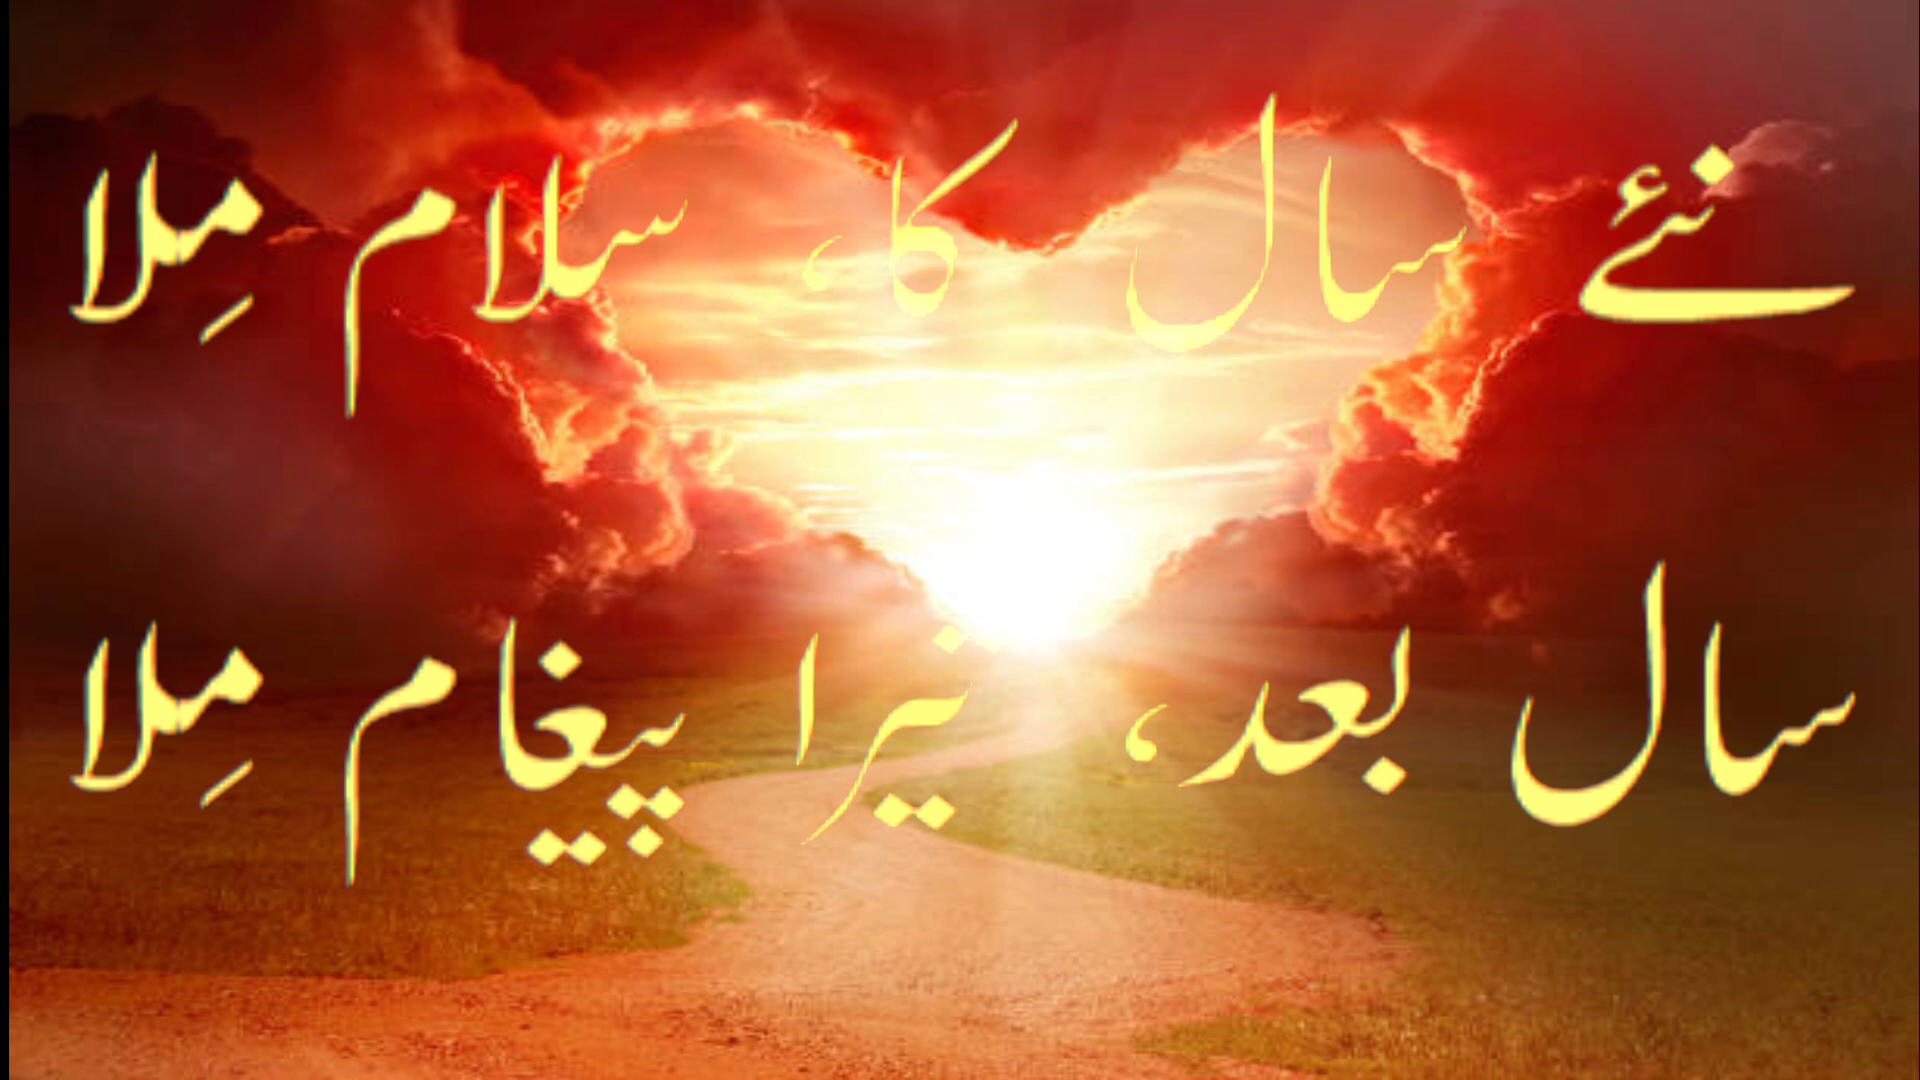 نئے سال کا، سلام مِلا
سال بعد، تیرا پیغام مِلا